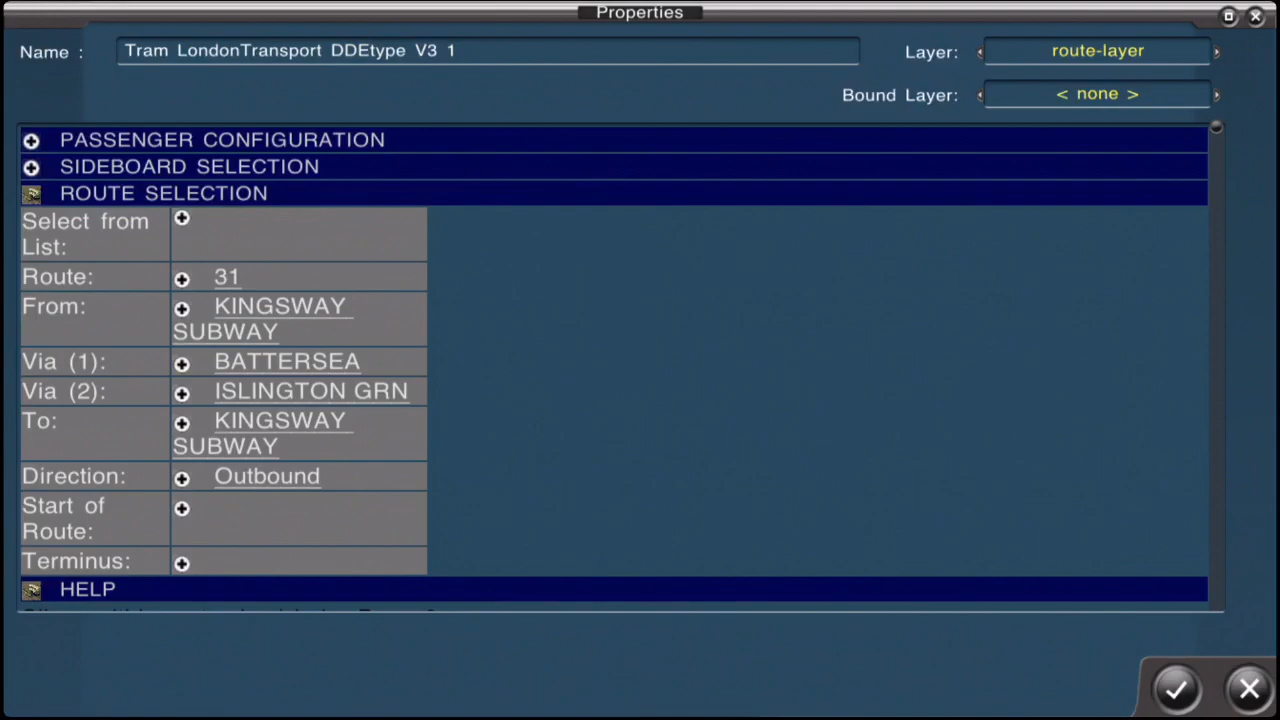 Properties
Name : Tram LondonTransport DDEtype V3 1 Layer: route-layer
Bound Layer: < none >
PASSENGER CONFIGURATION
SIDEBOARD SELECTION
ROUTE SELECTION
Select from
List:
Route: 31
From: KINGSWAY
SUBWAY
Via (1): BATTERSEA
Via (2): ISLINGTON GRN
To: KINGSWAY
SUBWAY
Direction: Outbound
Start of
Route:
Terminus:
HELP